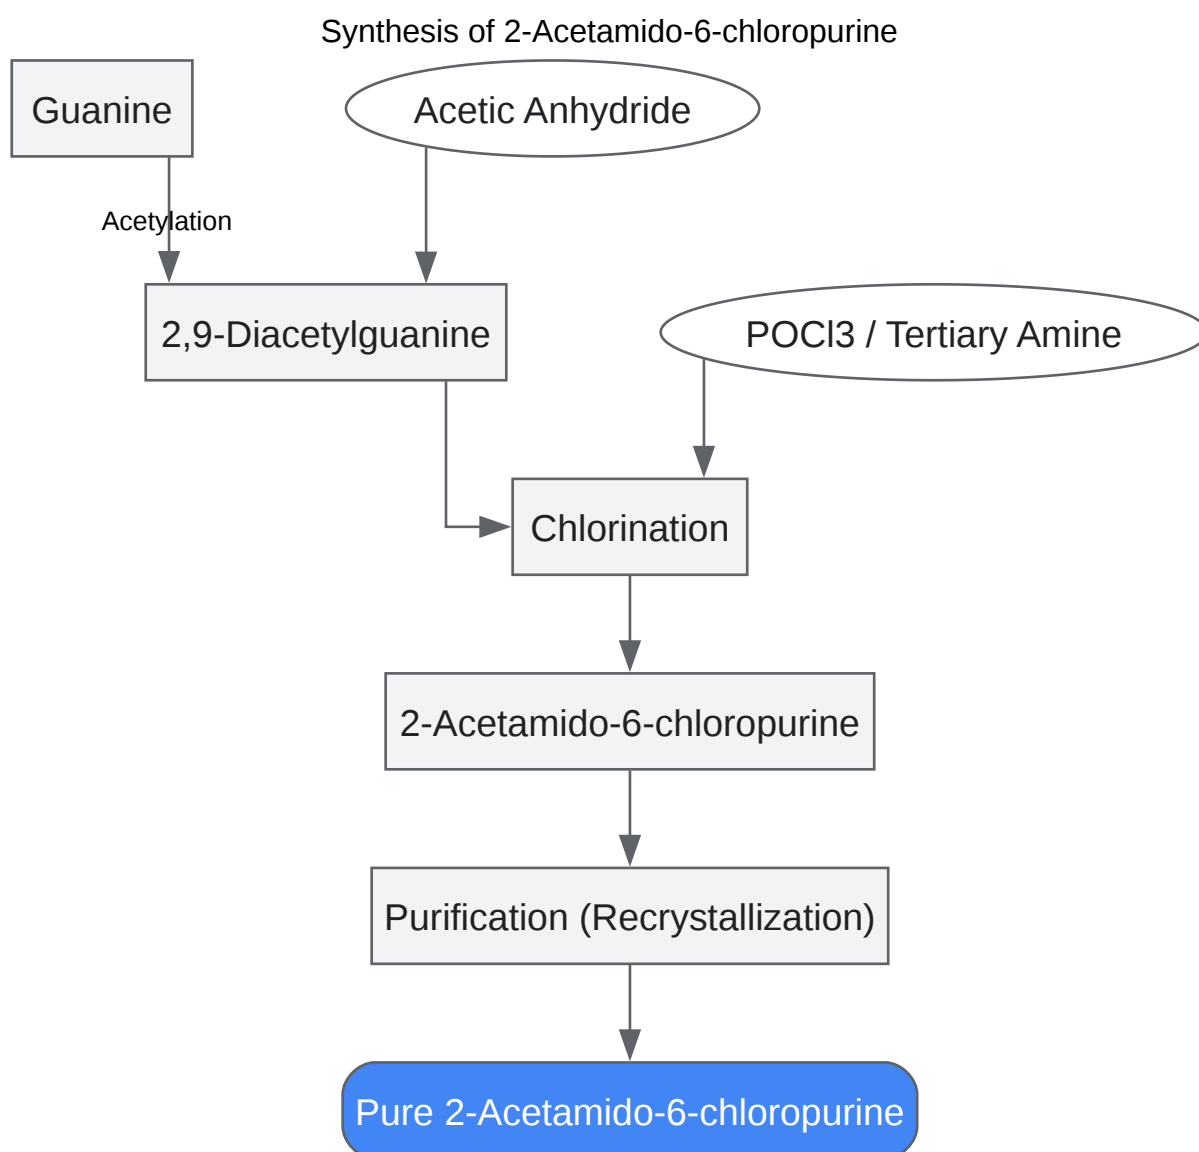 Synthesis of 2-Acetamido-6-chloropurine
Guanine
Acetic Anhydride
Acetylation
2,9-Diacetylguanine
POCl3 / Tertiary Amine
Chlorination
2-Acetamido-6-chloropurine
Purification (Recrystallization)
Pure 2-Acetamido-6-chloropurine